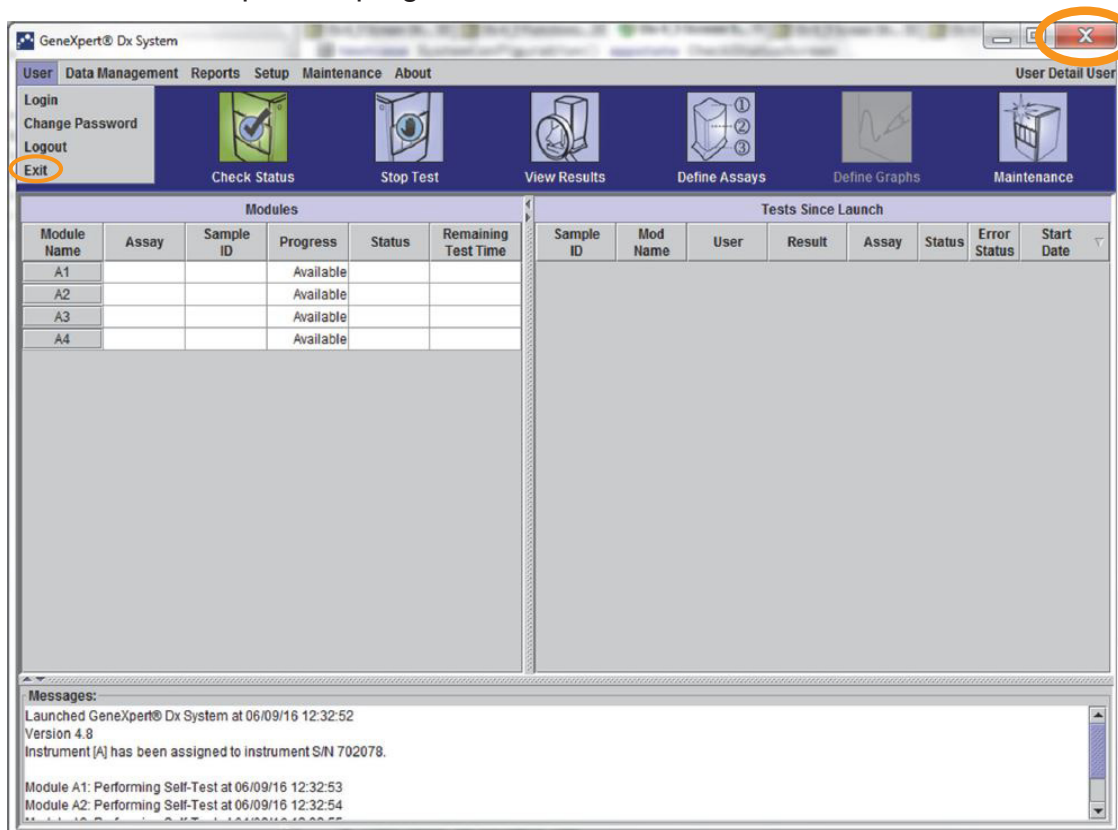 GeneXpert® Dx System
User Data Management Reports Setup Maintenance About User Detail User
Login
Change Password
Logout
Exit
Check Status Stop Test View Results Define Assays Define Graphs Maintenance
① ② ③
Modules
Module Name Assay Sample ID Progress Status Remaining Test Time
A1 Available
A2 Available
A3 Available
A4 Available
Tests Since Launch
Sample ID Mod Name User Result Assay Status Error Status Start Date
Messages:
Launched GeneXpert® Dx System at 06/09/16 12:32:52
Version 4.8
Instrument [A] has been assigned to instrument S/N 702078.
Module A1: Performing Self-Test at 06/09/16 12:32:53
Module A2: Performing Self-Test at 06/09/16 12:32:54